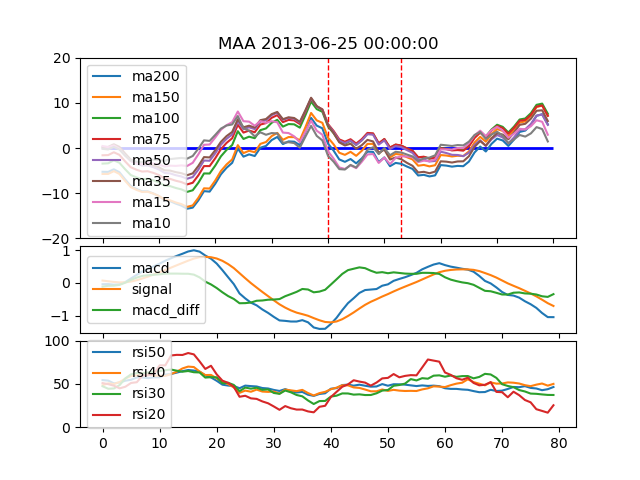 MAA 2013-06-25 00:00:00
20
10
0
−10
−20
ma200
ma150
ma100
ma75
ma50
ma35
ma15
ma10
1
0
−1
macd
signal
macd_diff
100
50
0
rsi50
rsi40
rsi30
rsi20
0 10 20 30 40 50 60 70 80